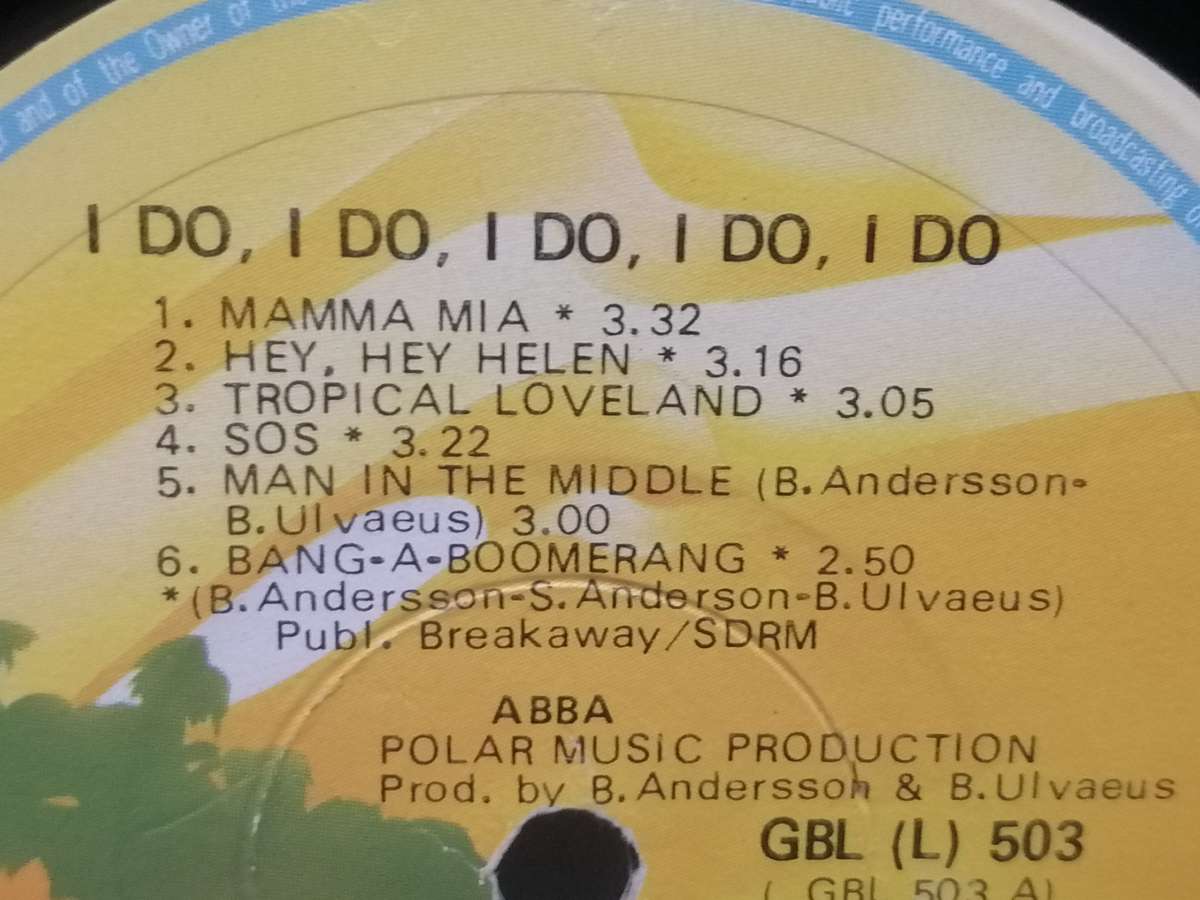 and of the Owner of the
performance and broadcasting
I DO, I DO, I DO, I DO, I DO
1. MAMMA MIA * 3.32
2. HEY, HEY HELEN * 3.16
3. TROPICAL LOVELAND * 3.05
4. SOS * 3.22
5. MAN IN THE MIDDLE (B.Andersson-
B.Ulvaeus) 3.00
6. BANG-A-BOOMERANG * 2.50
*(B.Andersson-S.Anderson-B.Ulvaeus)
Publ. Breakaway/SDRM
ABBA
POLAR MUSIC PRODUCTION
Prod. by B.Andersson & B.Ulvaeus
GBL (L) 503
( GBL 503 A)